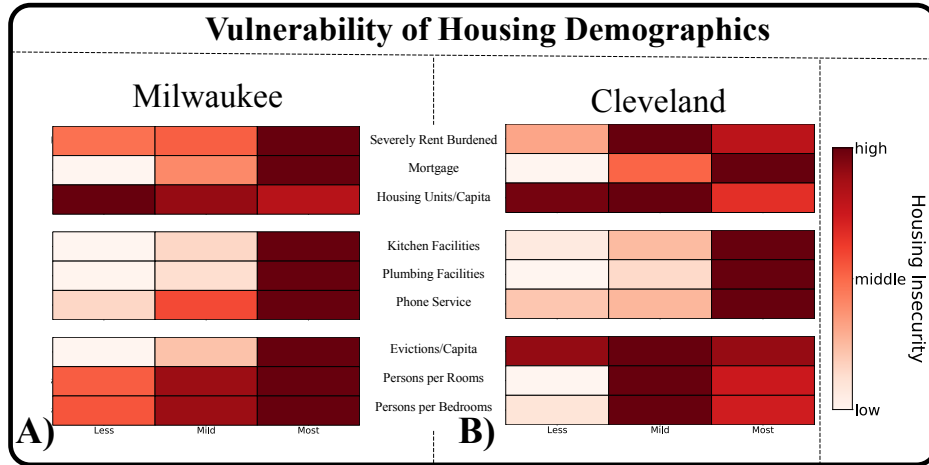 Vulnerability of Housing Demographics
Milwaukee
Cleveland
Severely Rent Burdened
Mortgage
Housing Units/Capita
Kitchen Facilities
Plumbing Facilities
Phone Service
Evictions/Capita
Persons per Rooms
Persons per Bedrooms
A)
Less Mild Most
B)
Less Mild Most
high
middle
low
Housing Insecurity